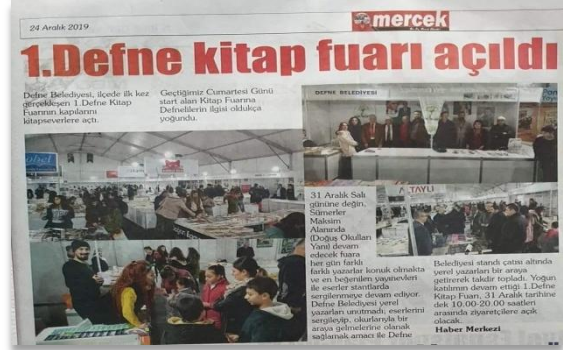 24 Aralık 2019
mercek
1.Defne kitap fuarı açıldı
Defne Belediyesi, ilçede ilk kez
gerçekleşen 1.Defne Kitap
Fuarının kapılarını
kitapseverlere açtı.
Geçtiğimiz Cumartesi Günü
start alan Kitap Fuarına
Defnelilerin ilgisi oldukça
yoğundu.
DEFNE BELEDİYESİ
31 Aralık Salı
gününe değin,
Sümerler
Maksim
Alanında
(Doğuş Okulları
Yanı) devam
edecek fuara
her gün farklı
farklı yazarlar konuk olmakta
ve en beğenilen yayınevleri
ile eserler stantlarda
sergilenmeye devam ediyor.
Defne Belediyesi yerel
yazarları unutmadı; eserlerini
sergileyip, okurlarıyla bir
araya gelmelerine olanak
sağlamak amacı ile Defne
Belediyesi standı çatısı altında
yerel yazarları bir araya
getirerek takdir topladı. Yoğun
katılımın devam ettiği 1.Defne
Kitap Fuarı, 31 Aralık tarihine
dek 10.00-20.00 saatleri
arasında ziyaretçilere açık
olacak.
Haber Merkezi